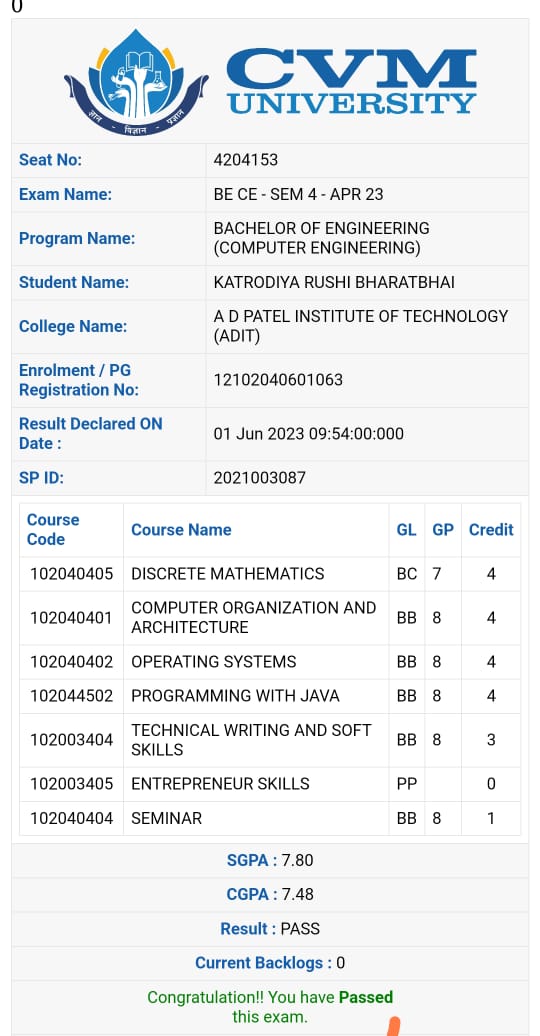 0
CVM
UNIVERSITY
ज्ञान - विज्ञान - प्रज्ञान
Seat No: 4204153
Exam Name: BE CE - SEM 4 - APR 23
Program Name: BACHELOR OF ENGINEERING
(COMPUTER ENGINEERING)
Student Name: KATRODIYA RUSHI BHARATBHAI
College Name: A D PATEL INSTITUTE OF TECHNOLOGY
(ADIT)
Enrolment / PG
Registration No: 12102040601063
Result Declared ON
Date : 01 Jun 2023 09:54:00:000
SP ID: 2021003087
Course
Code Course Name GL GP Credit
102040405 DISCRETE MATHEMATICS BC 7 4
102040401 COMPUTER ORGANIZATION AND
ARCHITECTURE BB 8 4
102040402 OPERATING SYSTEMS BB 8 4
102044502 PROGRAMMING WITH JAVA BB 8 4
102003404 TECHNICAL WRITING AND SOFT
SKILLS BB 8 3
102003405 ENTREPRENEUR SKILLS PP 0
102040404 SEMINAR BB 8 1
SGPA : 7.80
CGPA : 7.48
Result : PASS
Current Backlogs : 0
Congratulation!! You have Passed
this exam.